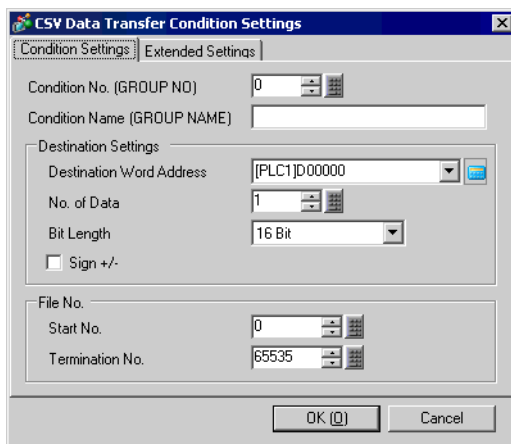 CSV Data Transfer Condition Settings
Condition Settings Extended Settings
Condition No. (GROUP NO) 0
Condition Name (GROUP NAME)
Destination Settings
Destination Word Address [PLC1]D00000
No. of Data 1
Bit Length 16 Bit
Sign +/-
File No.
Start No. 0
Termination No. 65535
OK (O) Cancel